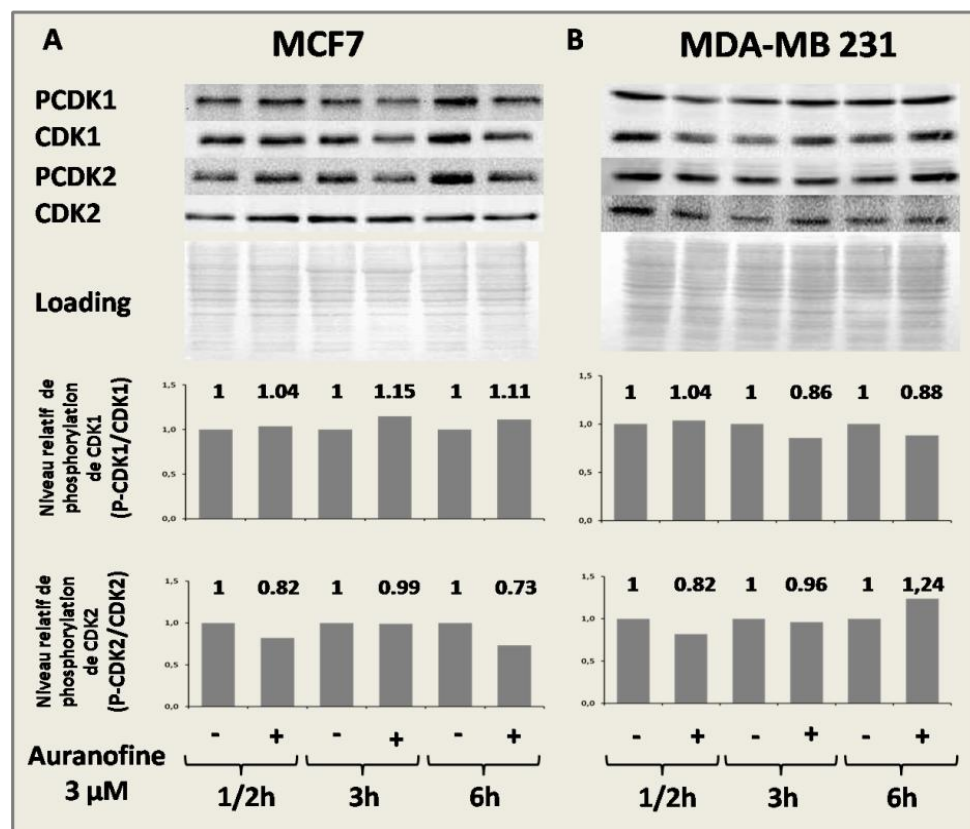 A MCF7
B MDA-MB 231
PCDK1
CDK1
PCDK2
CDK2
Loading
Niveau relatif de
phosphorylation
de CDK1
(P-CDK1/CDK1)
1,5
1,0
0,5
0,0
1 1.04 1 1.15 1 1.11
1,5
1,0
0,5
0,0
1 1.04 1 0.86 1 0.88
Niveau relatif de
phosphorylation
de CDK2
(P-CDK2/CDK2)
1,5
1,0
0,5
0,0
1 0.82 1 0.99 1 0.73
1,5
1,0
0,5
0,0
1 0.82 1 0.96 1 1,24
Auranofine
3 µM
- + - + - +
1/2h 3h 6h
- + - + - +
1/2h 3h 6h